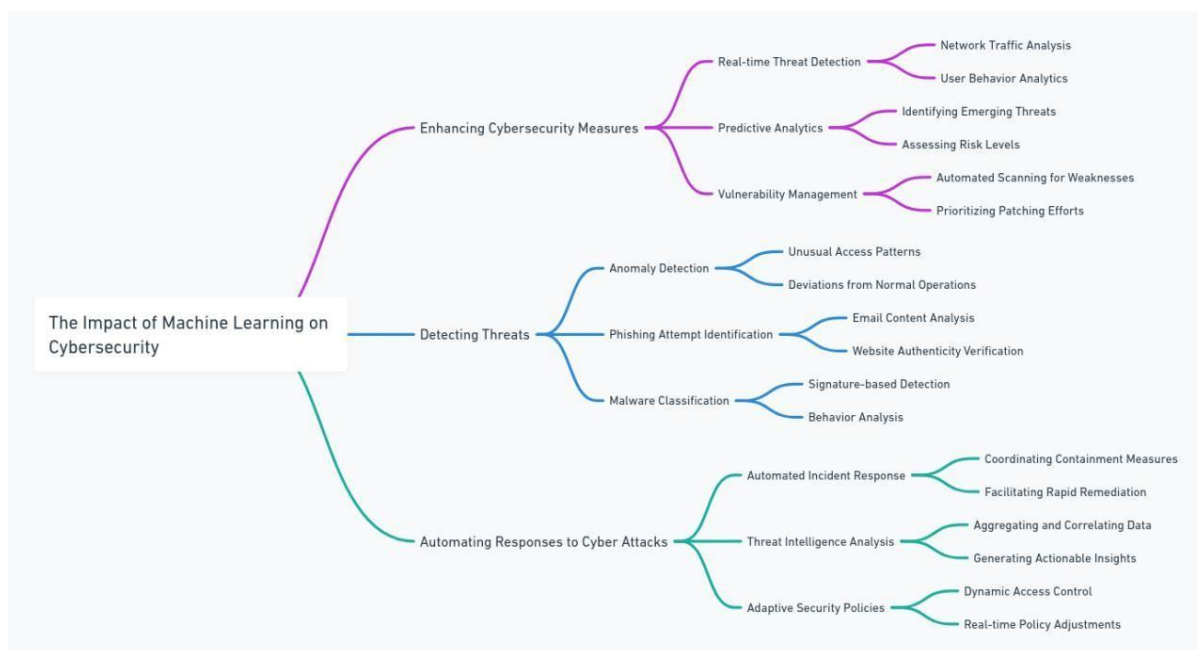 The Impact of Machine Learning on
Cybersecurity
Enhancing Cybersecurity Measures
Real-time Threat Detection
Network Traffic Analysis
User Behavior Analytics
Predictive Analytics
Identifying Emerging Threats
Assessing Risk Levels
Vulnerability Management
Automated Scanning for Weaknesses
Prioritizing Patching Efforts
Detecting Threats
Anomaly Detection
Unusual Access Patterns
Deviations from Normal Operations
Phishing Attempt Identification
Email Content Analysis
Website Authenticity Verification
Malware Classification
Signature-based Detection
Behavior Analysis
Automating Responses to Cyber Attacks
Automated Incident Response
Coordinating Containment Measures
Facilitating Rapid Remediation
Threat Intelligence Analysis
Aggregating and Correlating Data
Generating Actionable Insights
Adaptive Security Policies
Dynamic Access Control
Real-time Policy Adjustments